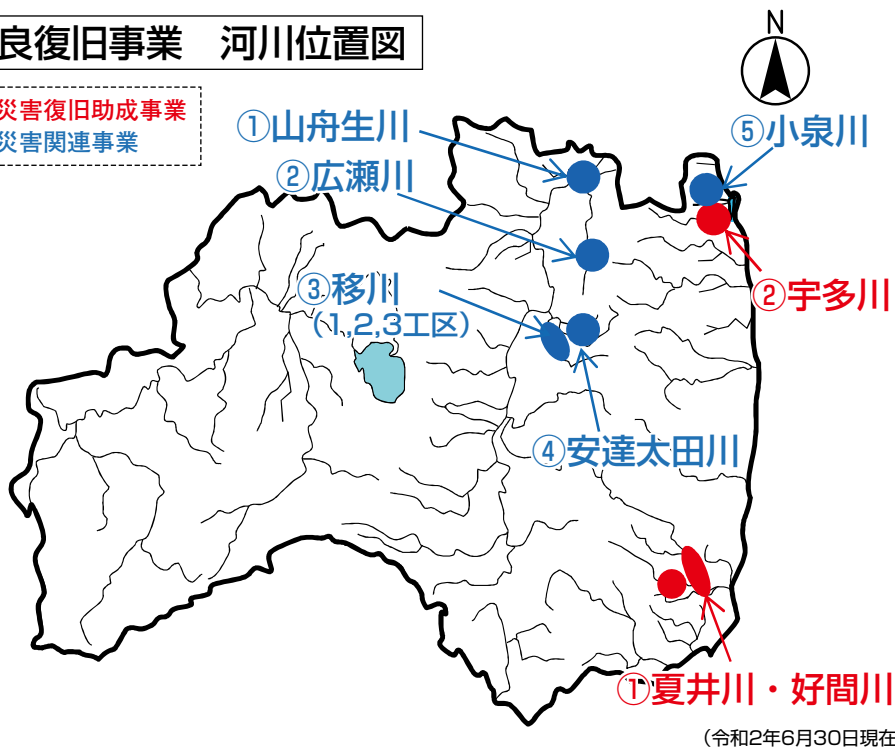 良復旧事業　河川位置図
N
災害復旧助成事業
災害関連事業
①山舟生川
②広瀬川
③移川
（1,2,3工区）
④安達太田川
⑤小泉川
②宇多川
①夏井川・好間川
（令和2年6月30日現在